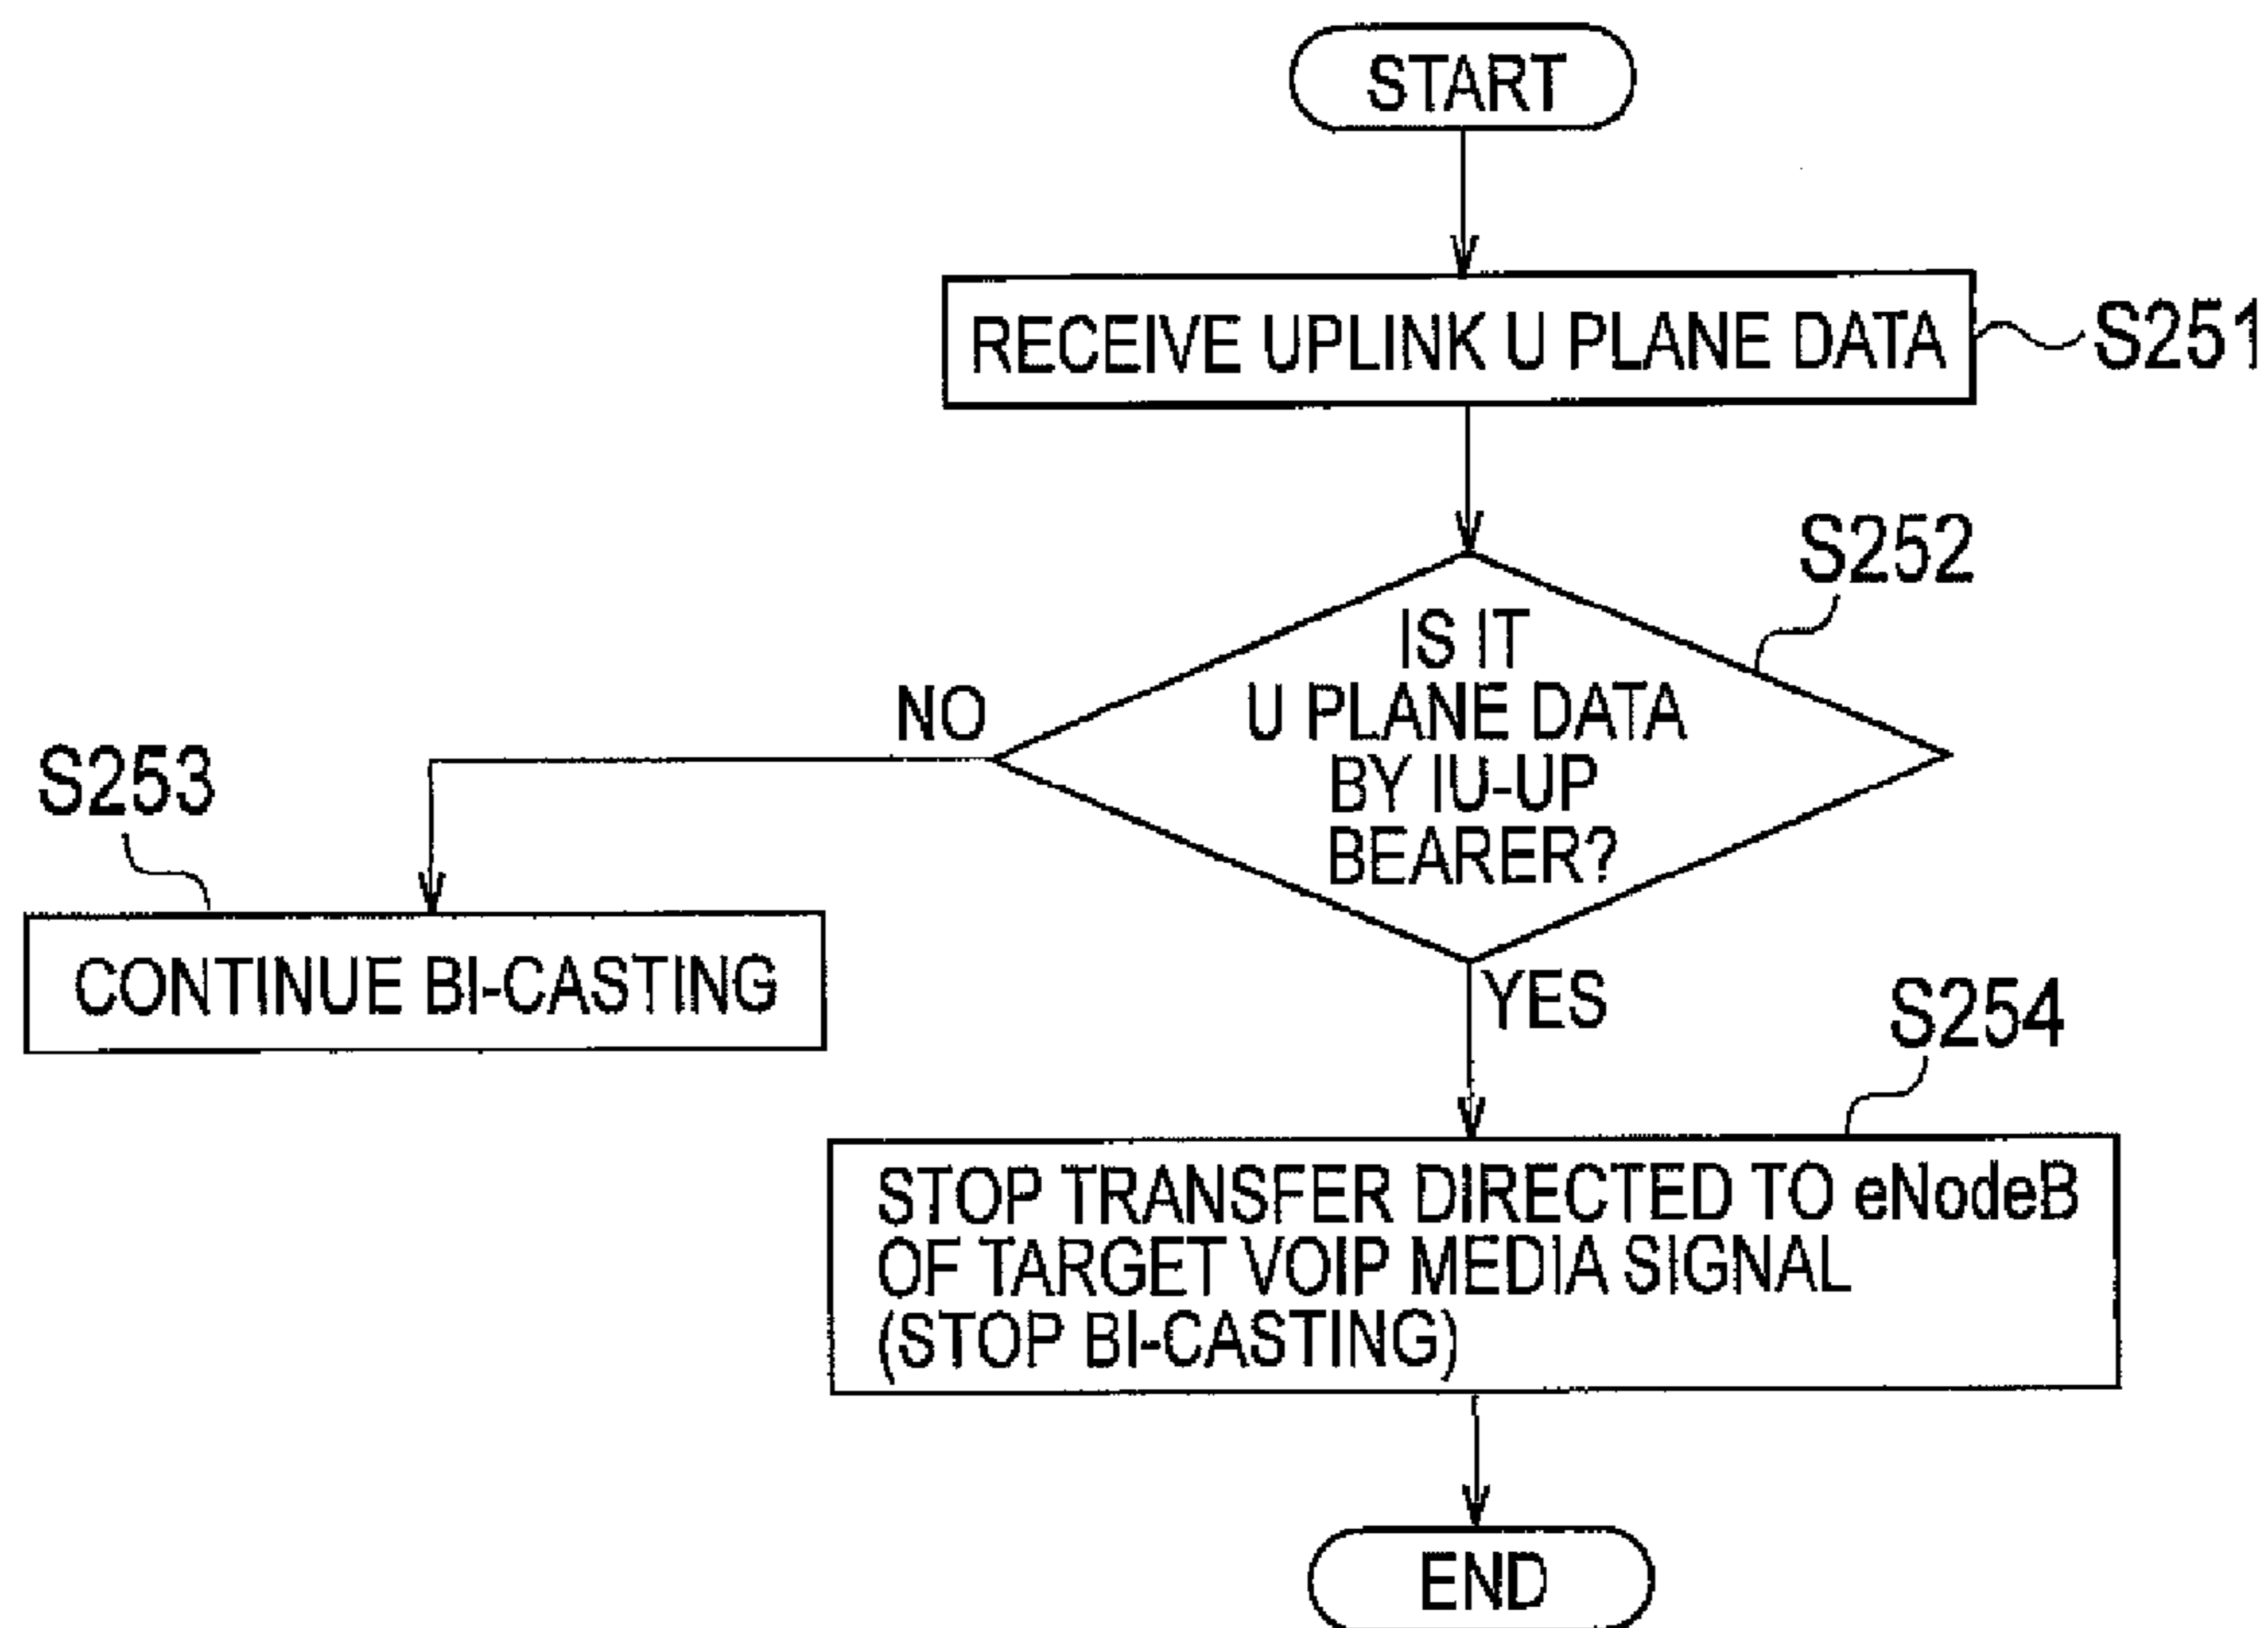 START
RECEIVE UPLINK U PLANE DATA
S251
S252
IS IT
U PLANE DATA
BY IU-UP
BEARER?
NO
S253
CONTINUE BI-CASTING
YES
S254
STOP TRANSFER DIRECTED TO eNodeB
OF TARGET VOIP MEDIA SIGNAL
(STOP BI-CASTING)
END